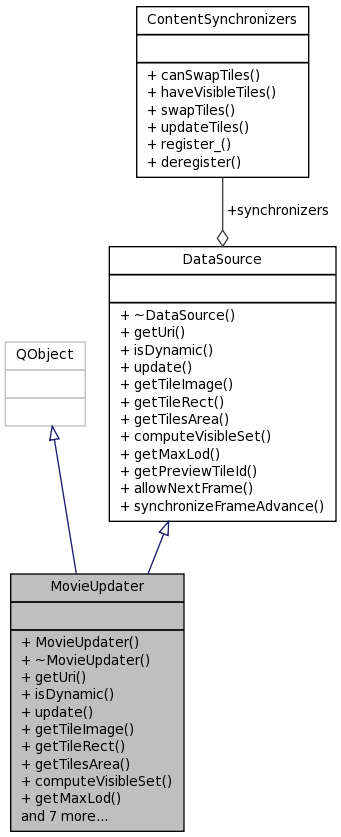 ContentSynchronizers
+ canSwapTiles()
+ haveVisibleTiles()
+ swapTiles()
+ updateTiles()
+ register_()
+ deregister()
+synchronizers
DataSource
+ ~DataSource()
+ getUri()
+ isDynamic()
+ update()
+ getTileImage()
+ getTileRect()
+ getTilesArea()
+ computeVisibleSet()
+ getMaxLod()
+ getPreviewTileId()
+ allowNextFrame()
+ synchronizeFrameAdvance()
QObject
MovieUpdater
+ MovieUpdater()
+ ~MovieUpdater()
+ getUri()
+ isDynamic()
+ update()
+ getTileImage()
+ getTileRect()
+ getTilesArea()
+ computeVisibleSet()
+ getMaxLod()
and 7 more...